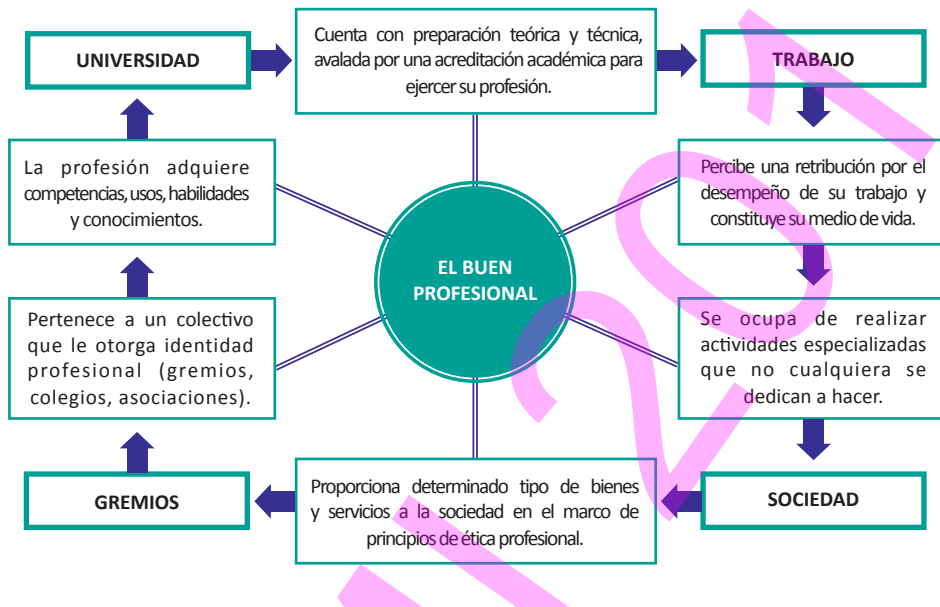 UNIVERSIDAD
Cuenta con preparación teórica y técnica,
avalada por una acreditación académica para
ejercer su profesión.
TRABAJO
La profesión adquiere
competencias, usos, habilidades
y conocimientos.
Percibe una retribución por el
desempeño de su trabajo y
constituye su medio de vida.
EL BUEN
PROFESIONAL
Pertenece a un colectivo
que le otorga identidad
profesional (gremios,
colegios, asociaciones).
Se ocupa de realizar
actividades especializadas
que no cualquiera se
dedican a hacer.
GREMIOS
Proporciona determinado tipo de bienes
y servicios a la sociedad en el marco de
principios de ética profesional.
SOCIEDAD